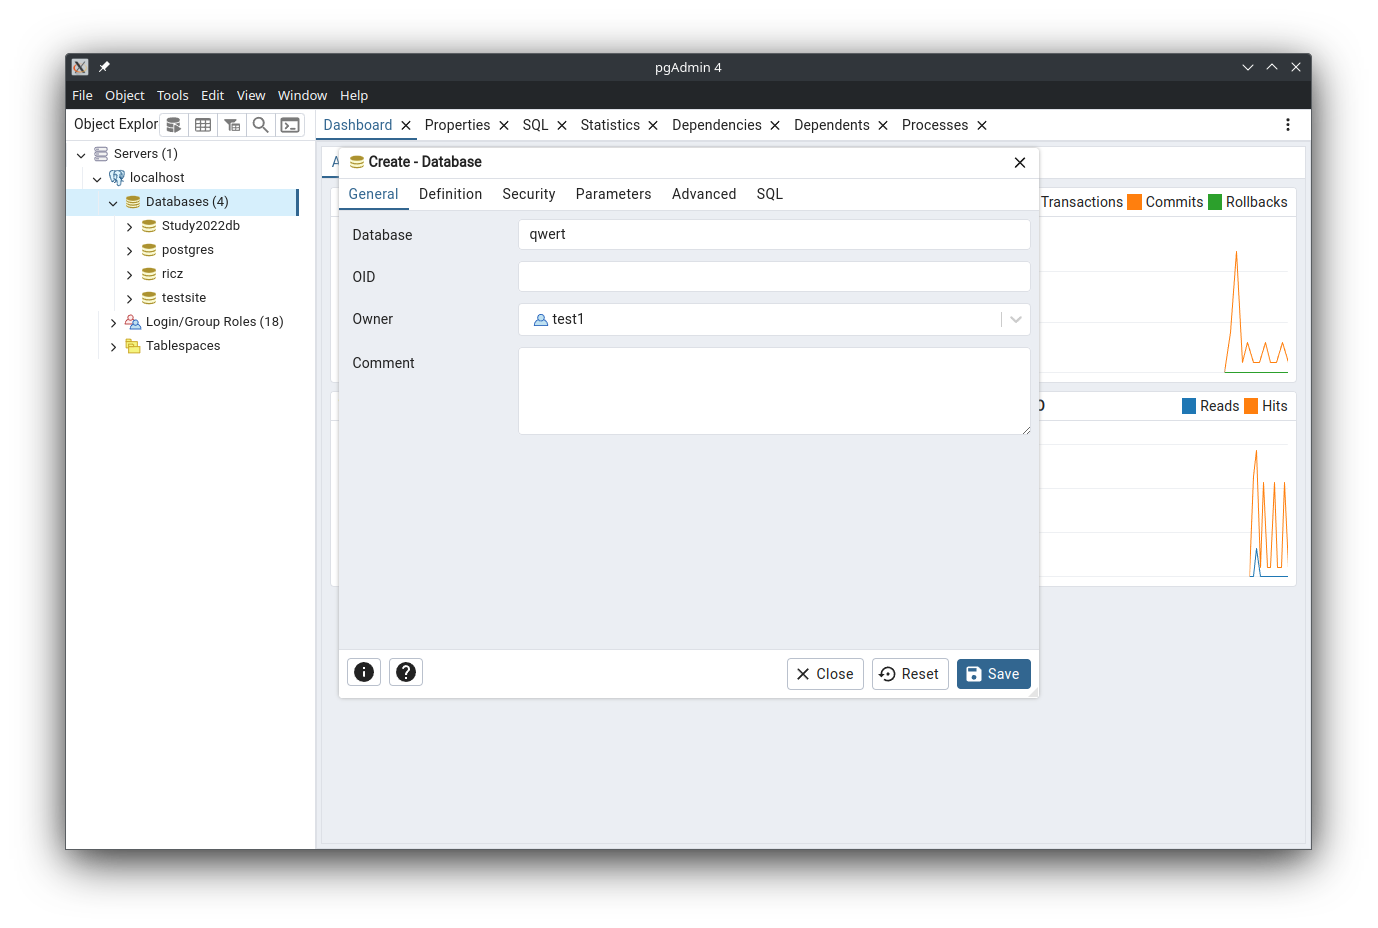 pgAdmin 4
File Object Tools Edit View Window Help
Object Explor
Dashboard Properties SQL Statistics Dependencies Dependents Processes
Servers (1)
localhost
Databases (4)
Study2022db
postgres
ricz
testsite
Login/Group Roles (18)
Tablespaces
Create - Database
General Definition Security Parameters Advanced SQL
Database qwert
OID
Owner test1
Comment
Close Reset Save
Transactions Commits Rollbacks
Reads Hits